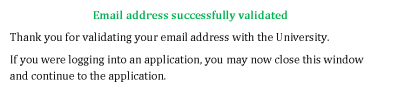 Email address successfully validated
Thank you for validating your email address with the University.
If you were logging into an application, you may now close this window
and continue to the application.